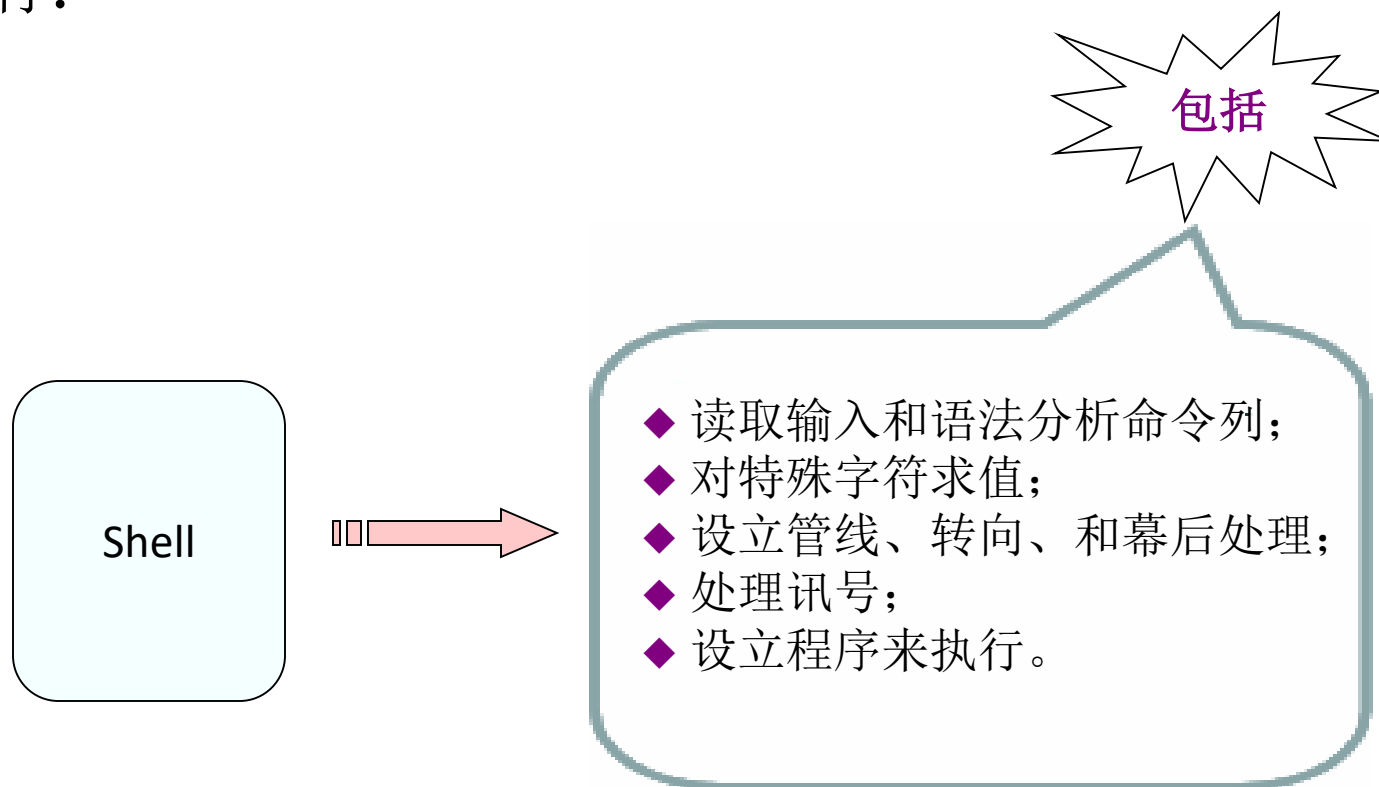 包括
◆ 读取输入和语法分析命令列；
◆ 对特殊字符求值；
◆ 设立管线、转向、和幕后处理；
◆ 处理讯号；
◆ 设立程序来执行。
Shell